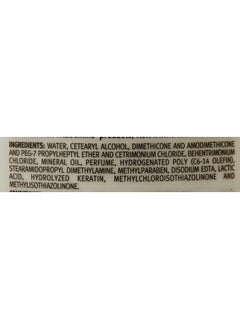 INGREDIENTS: WATER, CETEARYL ALCOHOL, DIMETHICONE AND AMODIMETHICONE
AND PEG-7 PROPYLHEPTYL ETHER AND CETRIMONIUM CHLORIDE, BEHENTRIMONIUM
CHLORIDE, MINERAL OIL, PERFUME, HYDROGENATED POLY (C6-14 OLEFIN),
STEARAMIDOPROPYL DIMETHYLAMINE, METHYLPARABEN, DISODIUM EDTA, LACTIC
ACID, HYDROLYZED KERATIN, METHYLCHLOROISOTHIAZOLINONE AND
METHYLISOTHIAZOLINONE.